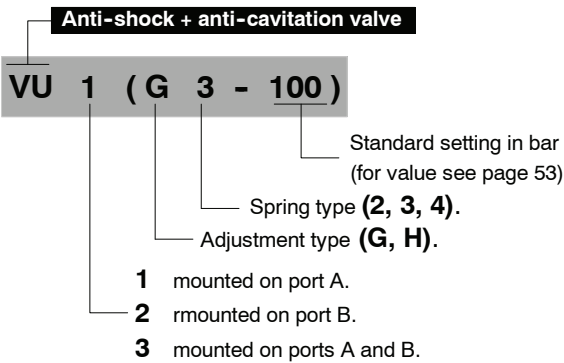 Anti-shock + anti-cavitation valve
VU 1 ( G 3 - 100 )
Standard setting in bar
(for value see page 53)
Spring type (2, 3, 4).
Adjustment type (G, H).
1 mounted on port A.
2 rmounted on port B.
3 mounted on ports A and B.